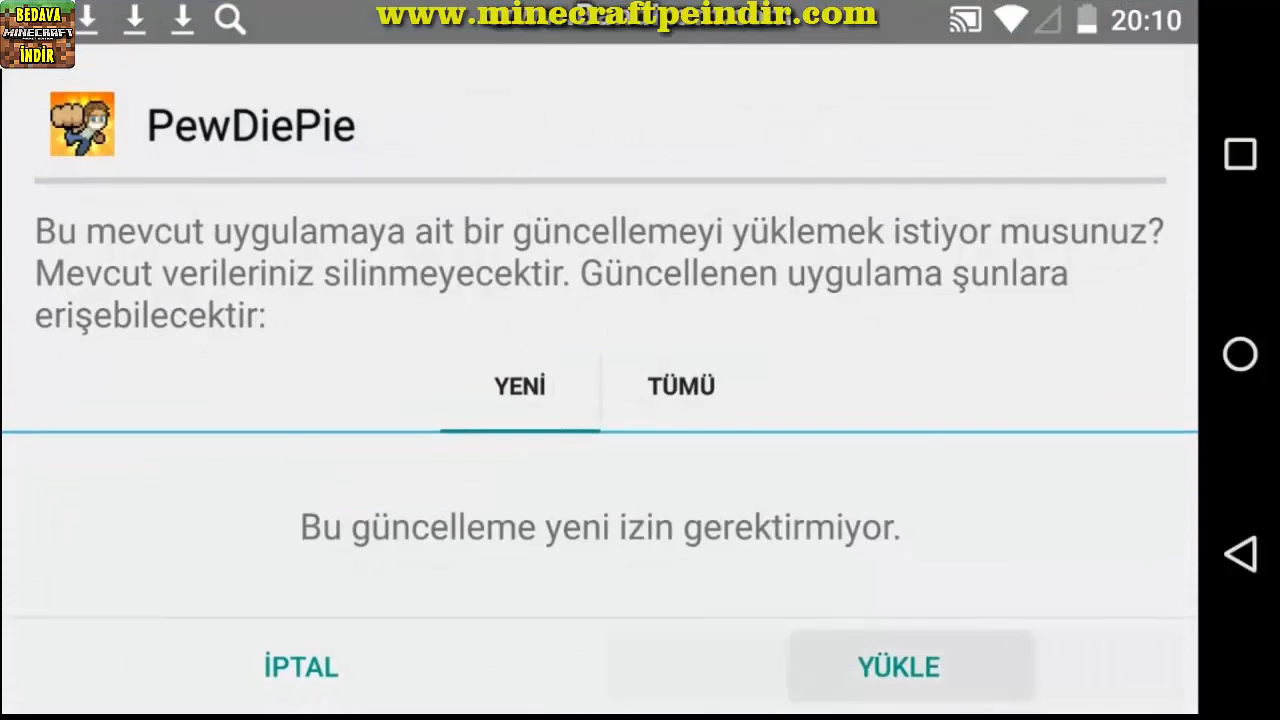 BEDAVA
MINECRAFT
İNDİR
www.minecraftpeindir.com
20:10
PewDiePie
Bu mevcut uygulamaya ait bir güncellemeyi yüklemek istiyor musunuz?
Mevcut verileriniz silinmeyecektir. Güncellenen uygulama şunlara
erişebilecektir:
YENİ
TÜMÜ
Bu güncelleme yeni izin gerektirmiyor.
İPTAL
YÜKLE